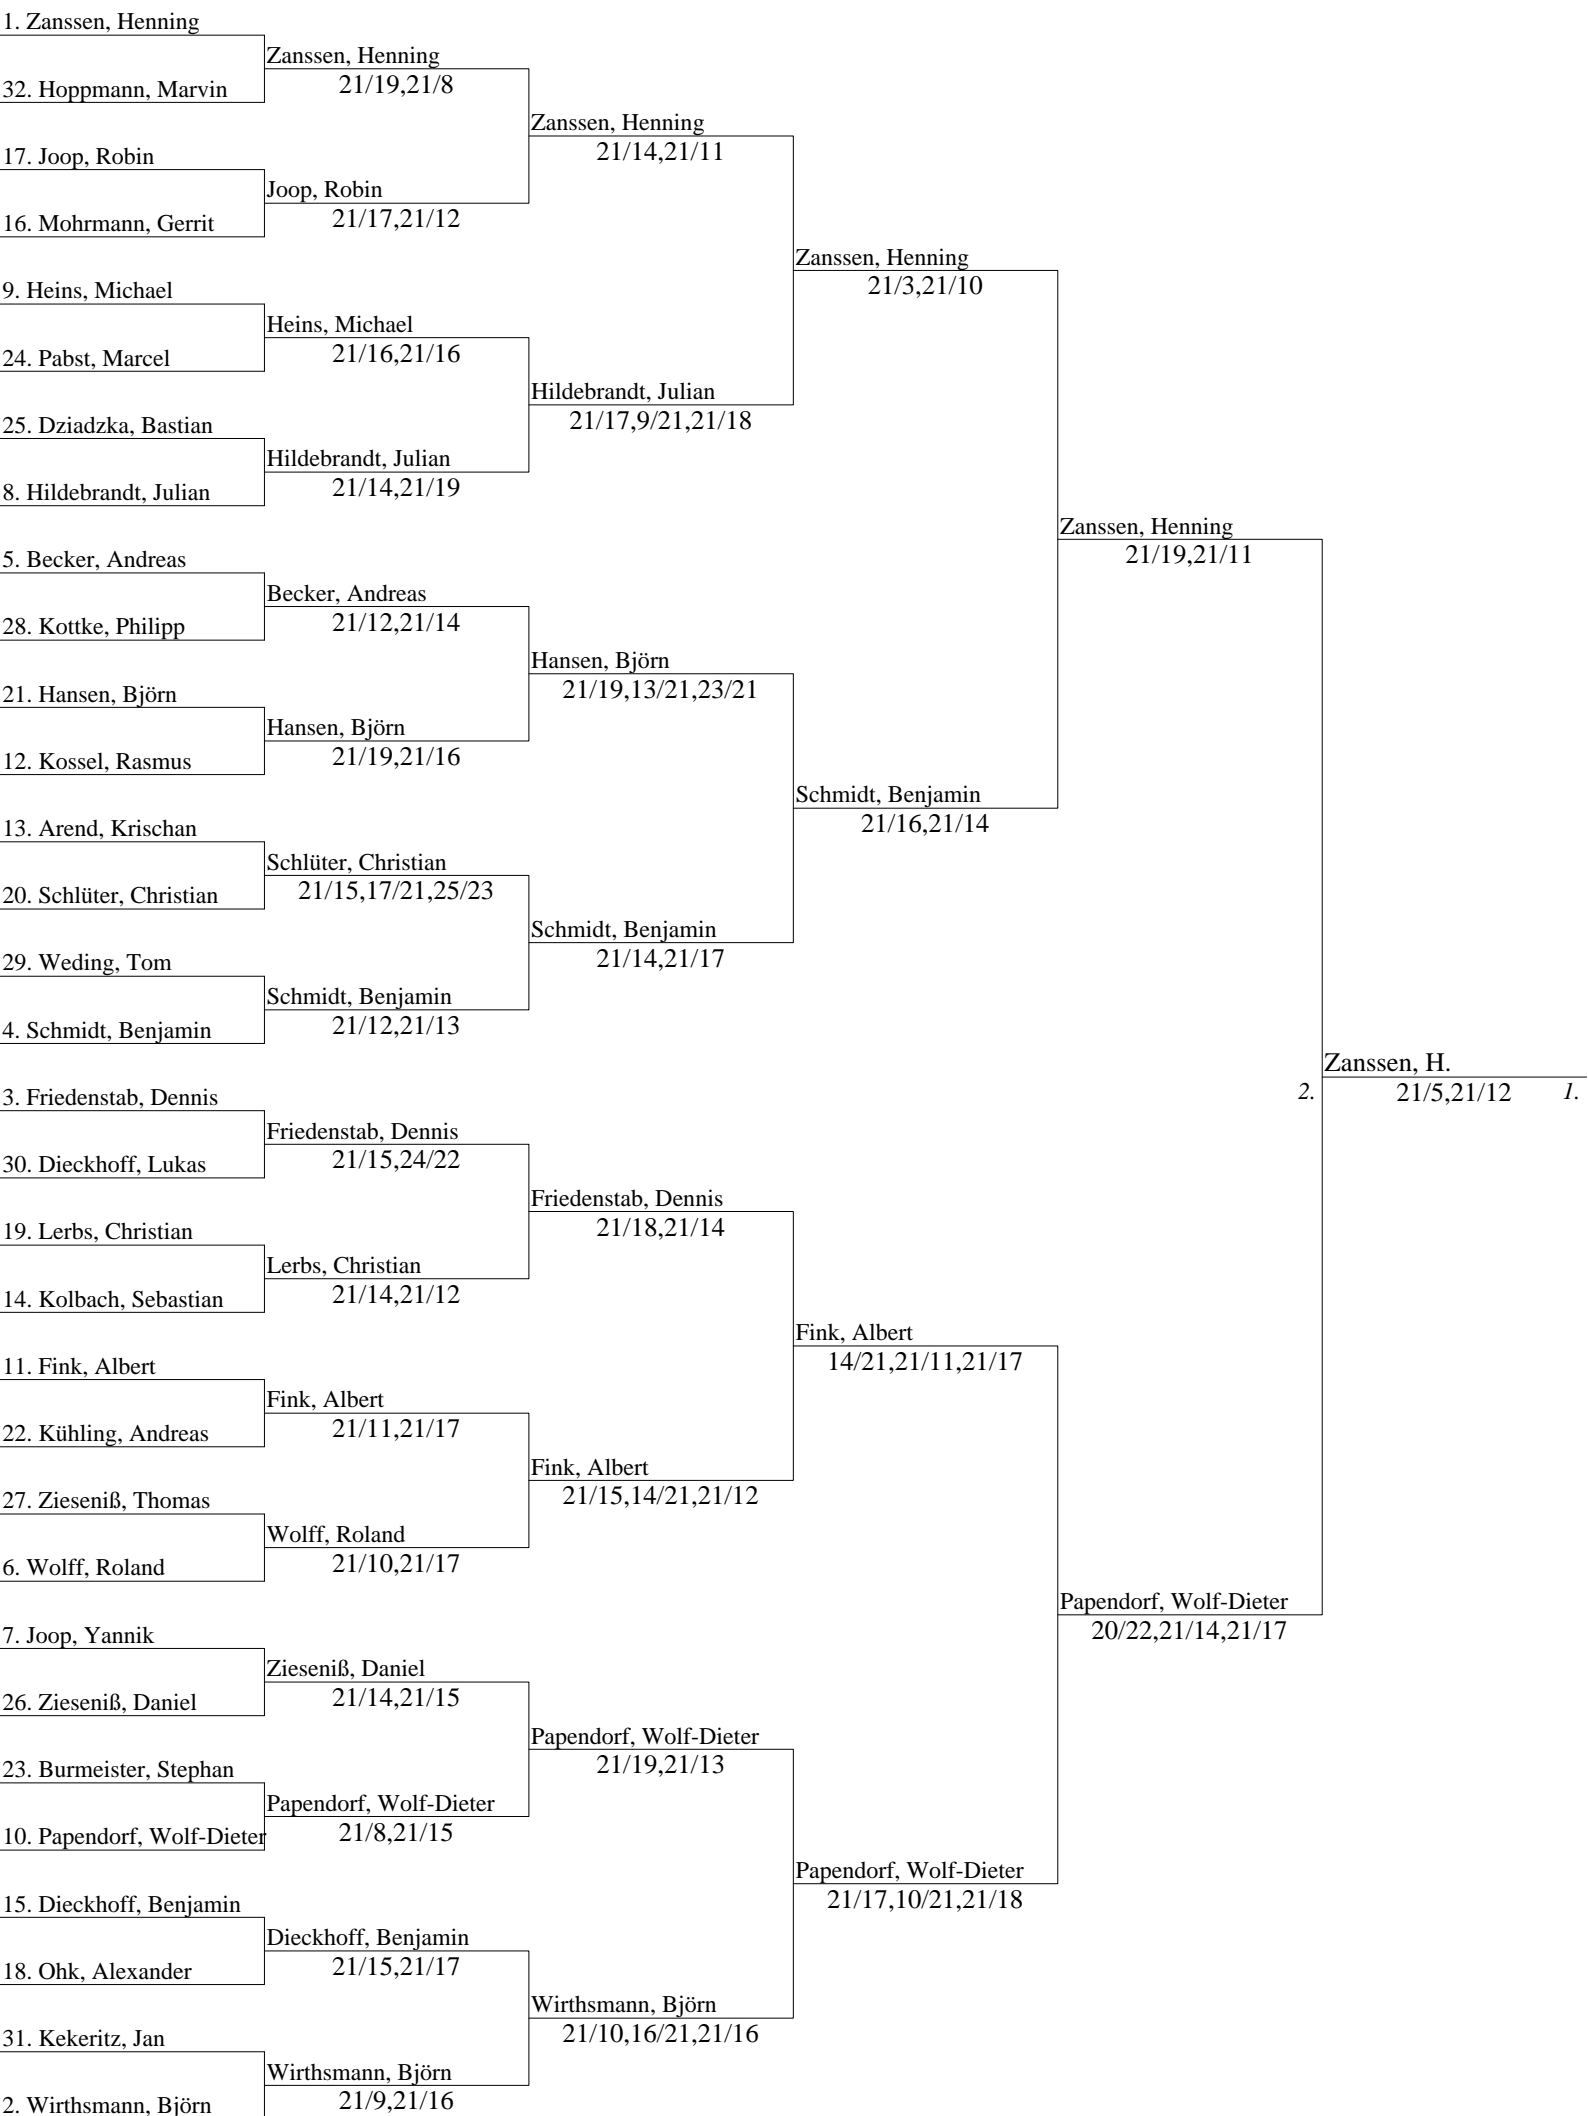 1. Zanssen, Henning
Zanssen, Henning
21/19,21/8
32. Hoppmann, Marvin
Zanssen, Henning
21/14,21/11
17. Joop, Robin
Joop, Robin
21/17,21/12
16. Mohrmann, Gerrit
Zanssen, Henning
21/3,21/10
9. Heins, Michael
Heins, Michael
21/16,21/16
24. Pabst, Marcel
Hildebrandt, Julian
21/17,9/21,21/18
25. Dziadzka, Bastian
Hildebrandt, Julian
21/14,21/19
8. Hildebrandt, Julian
Zanssen, Henning
21/19,21/11
5. Becker, Andreas
Becker, Andreas
21/12,21/14
28. Kottke, Philipp
Hansen, Björn
21/19,13/21,23/21
21. Hansen, Björn
Hansen, Björn
21/19,21/16
12. Kossel, Rasmus
Schmidt, Benjamin
21/16,21/14
13. Arend, Krischan
Schlüter, Christian
21/15,17/21,25/23
20. Schlüter, Christian
Schmidt, Benjamin
21/14,21/17
29. Weding, Tom
Schmidt, Benjamin
21/12,21/13
4. Schmidt, Benjamin
Zanssen, H.
2.
21/5,21/12
1.
3. Friedenstab, Dennis
Friedenstab, Dennis
21/15,24/22
30. Dieckhoff, Lukas
Friedenstab, Dennis
21/18,21/14
19. Lerbs, Christian
Lerbs, Christian
21/14,21/12
14. Kolbach, Sebastian
Fink, Albert
14/21,21/11,21/17
11. Fink, Albert
Fink, Albert
21/11,21/17
22. Kühling, Andreas
Fink, Albert
21/15,14/21,21/12
27. Zieseniß, Thomas
Wolff, Roland
21/10,21/17
6. Wolff, Roland
Papendorf, Wolf-Dieter
20/22,21/14,21/17
7. Joop, Yannik
Zieseniß, Daniel
21/14,21/15
26. Zieseniß, Daniel
Papendorf, Wolf-Dieter
21/19,21/13
23. Burmeister, Stephan
Papendorf, Wolf-Dieter
21/8,21/15
10. Papendorf, Wolf-Dieter
Papendorf, Wolf-Dieter
21/17,10/21,21/18
15. Dieckhoff, Benjamin
Dieckhoff, Benjamin
21/15,21/17
18. Ohk, Alexander
Wirthsmann, Björn
21/10,16/21,21/16
31. Kekeritz, Jan
Wirthsmann, Björn
21/9,21/16
2. Wirthsmann, Björn